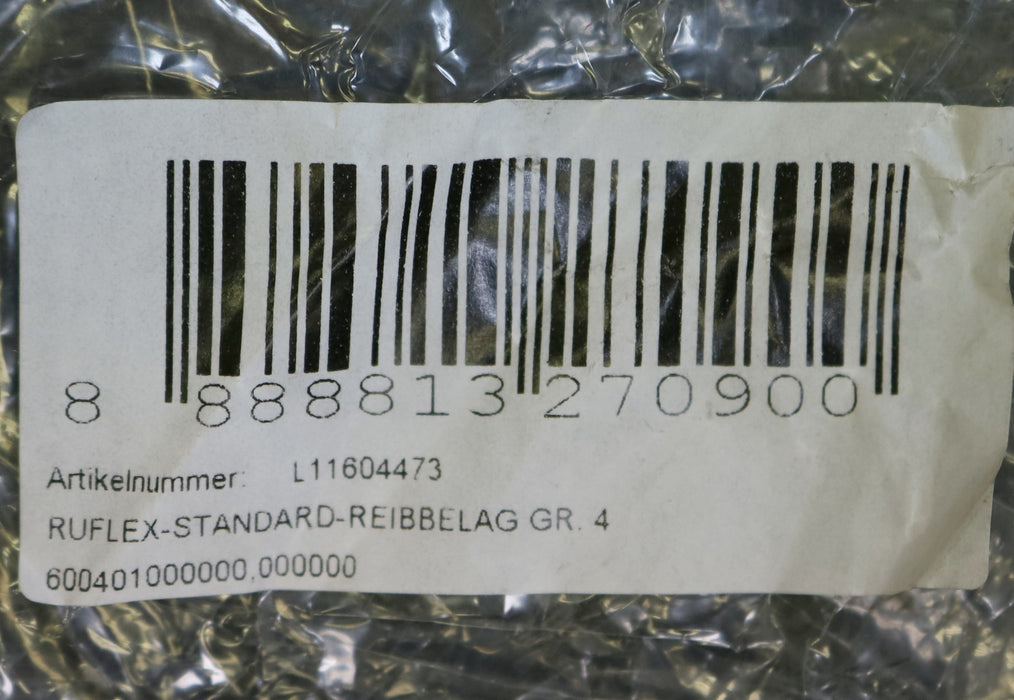 8 888813 270900
Artikelnummer: L11604473
RUFLEX-STANDARD-REIBBELAG GR. 4
600401000000,000000